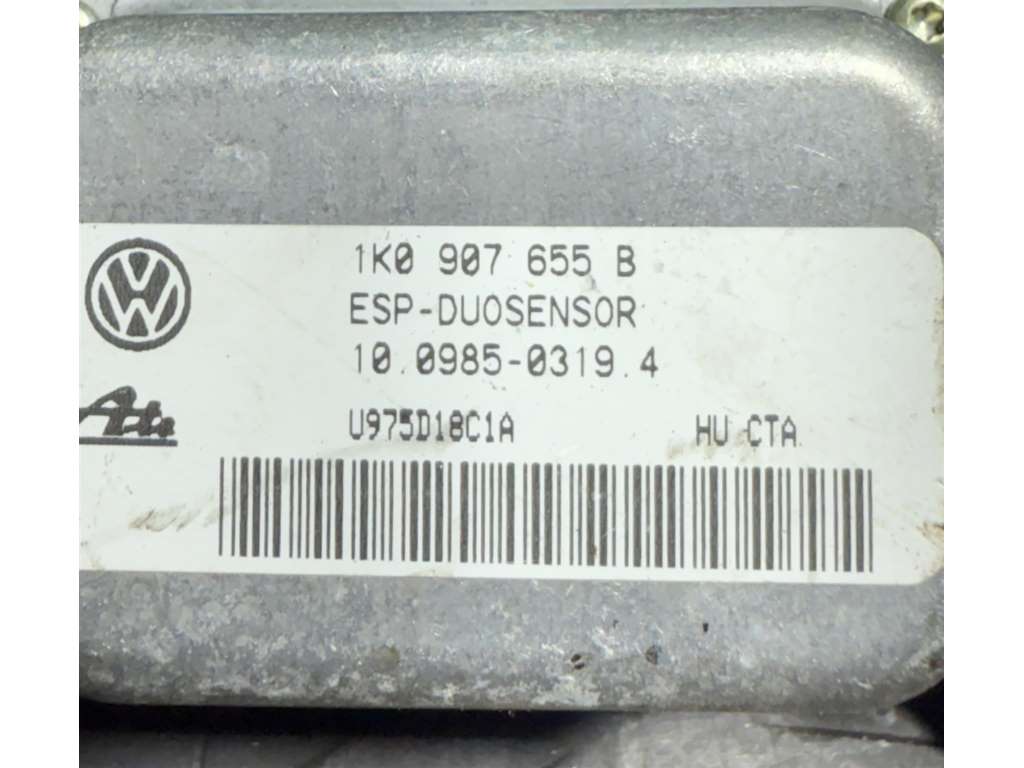 1K0 907 655 B
ESP-DUOSENSOR
10.0985-0319.4
Ate
U975D18C1A HU CTA